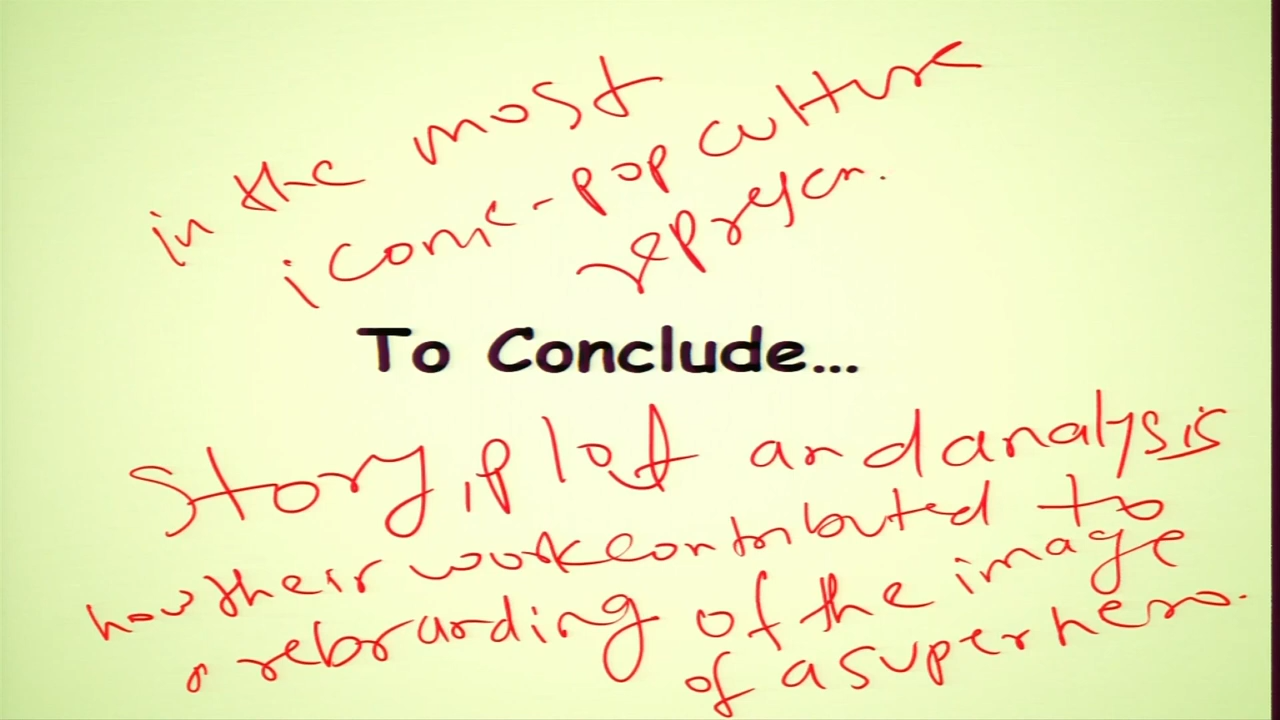 in the most
iconic-pop culture
represen.
To Conclude...
Story, plot and analysis
how their work contributed to
a rebranding of the image
of a superhero.